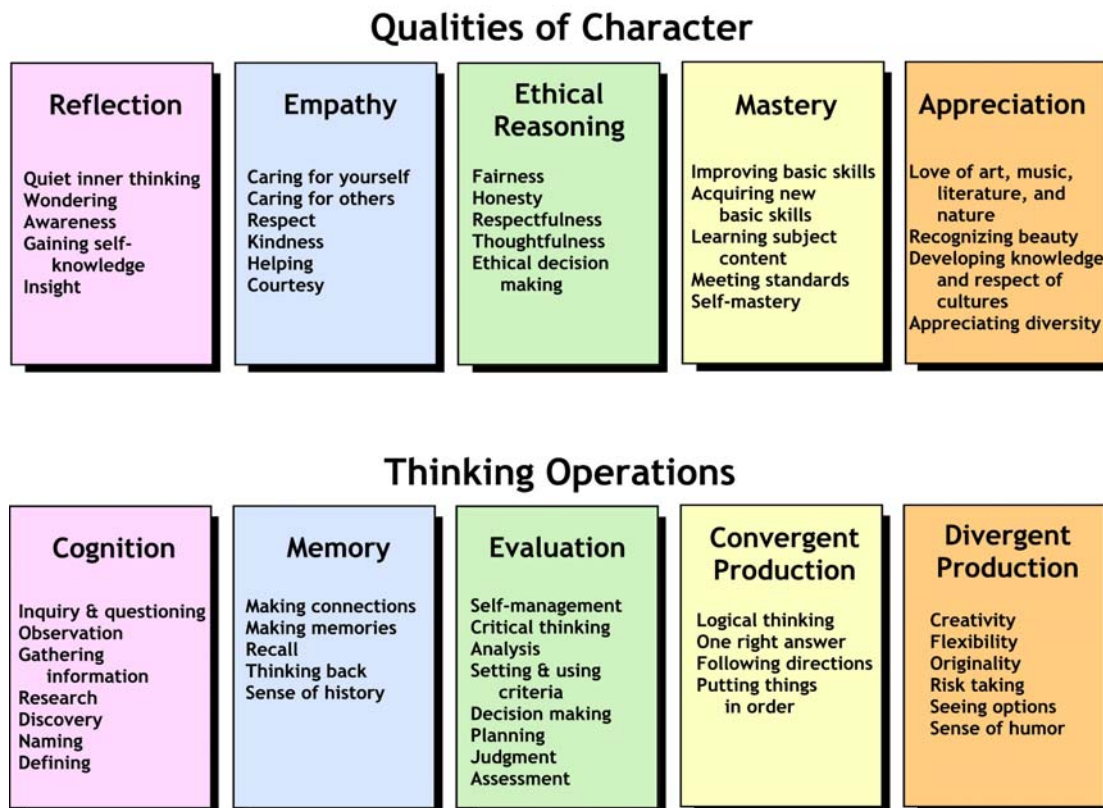 Qualities of Character
Reflection
Quiet inner thinking
Wondering
Awareness
Gaining self-
knowledge
Insight
Empathy
Caring for yourself
Caring for others
Respect
Kindness
Helping
Courtesy
Ethical
Reasoning
Fairness
Honesty
Respectfulness
Thoughtfulness
Ethical decision
making
Mastery
Improving basic skills
Acquiring new
basic skills
Learning subject
content
Meeting standards
Self-mastery
Appreciation
Love of art, music,
literature, and
nature
Recognizing beauty
Developing knowledge
and respect of
cultures
Appreciating diversity
Thinking Operations
Cognition
Inquiry & questioning
Observation
Gathering
information
Research
Discovery
Naming
Defining
Memory
Making connections
Making memories
Recall
Thinking back
Sense of history
Evaluation
Self-management
Critical thinking
Analysis
Setting & using
criteria
Decision making
Planning
Judgment
Assessment
Convergent
Production
Logical thinking
One right answer
Following directions
Putting things
in order
Divergent
Production
Creativity
Flexibility
Originality
Risk taking
Seeing options
Sense of humor